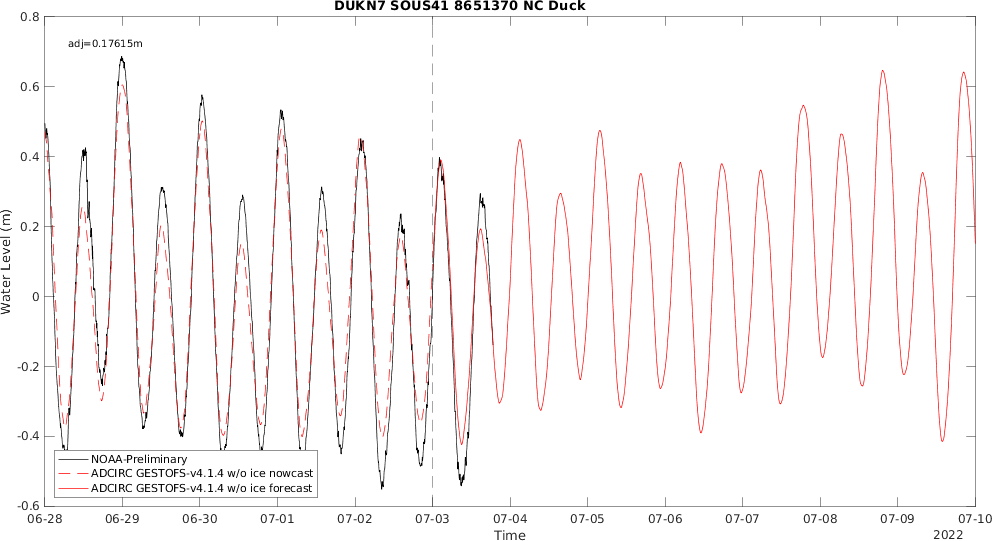 DUKN7 SOUS41 8651370 NC Duck
adj=0.17615m
Water Level (m)
0.8
0.6
0.4
0.2
0
-0.2
-0.4
-0.6
NOAA-Preliminary
ADCIRC GESTOFS-v4.1.4 w/o ice nowcast
ADCIRC GESTOFS-v4.1.4 w/o ice forecast
06-28 06-29 06-30 07-01 07-02 07-03 07-04 07-05 07-06 07-07 07-08 07-09 07-10
Time
2022